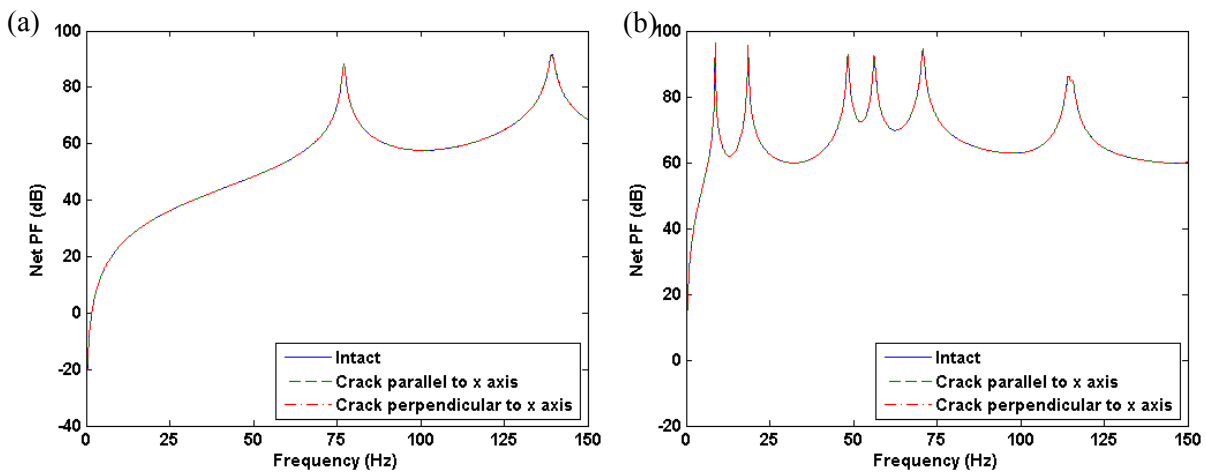 (a)
100
80
60
40
20
0
-20
-40
Net PF (dB)
0 25 50 75 100 125 150
Frequency (Hz)
Intact
Crack parallel to x axis
Crack perpendicular to x axis
(b)
100
80
60
40
20
0
-20
Net PF (dB)
0 25 50 75 100 125 150
Frequency (Hz)
Intact
Crack parallel to x axis
Crack perpendicular to x axis